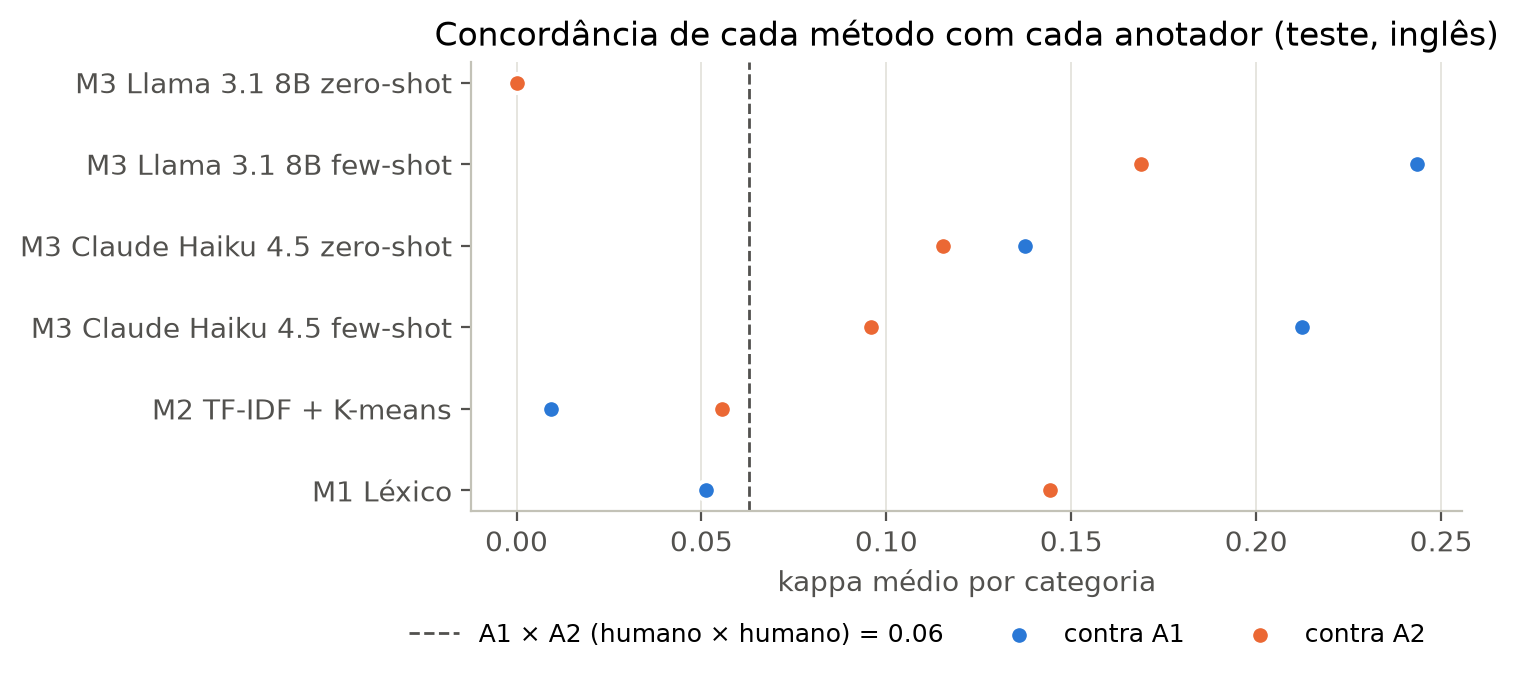 Concordância de cada método com cada anotador (teste, inglês)
M3 Llama 3.1 8B zero-shot
M3 Llama 3.1 8B few-shot
M3 Claude Haiku 4.5 zero-shot
M3 Claude Haiku 4.5 few-shot
M2 TF-IDF + K-means
M1 Léxico
0.00 0.05 0.10 0.15 0.20 0.25
kappa médio por categoria
A1 × A2 (humano × humano) = 0.06 contra A1 contra A2